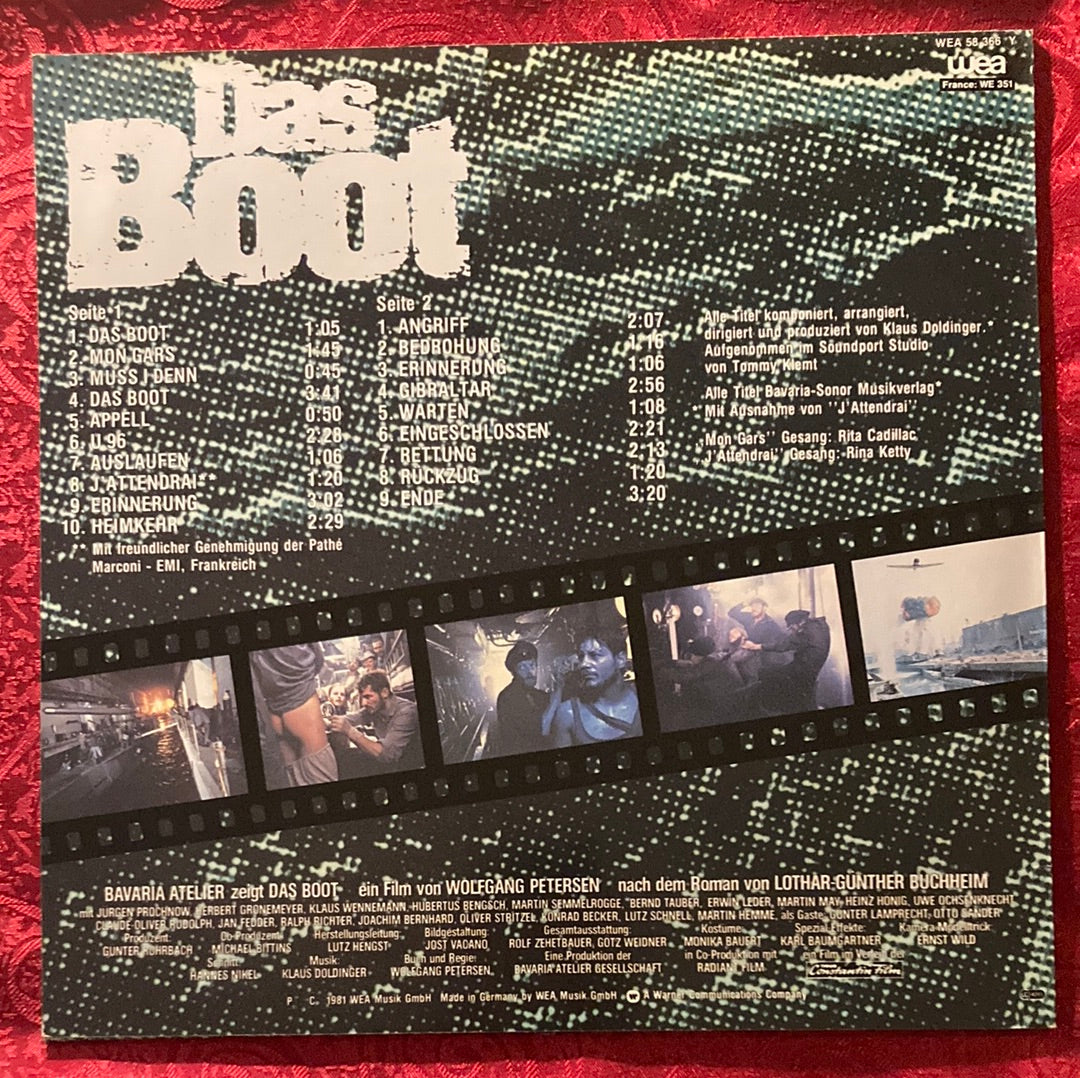 WEA 58 366 Y
wea
France: WE 351
Das
Boot
Seite 1
1. DAS BOOT 1:05
2. MON GARS 1:45
3. MUSS I DENN 0:45
4. DAS BOOT 3:41
5. APPELL 0:50
6. U 96 2:28
7. AUSLAUFEN 1:06
8. J'ATTENDRAI** 1:20
9. ERINNERUNG 3:02
10. HEIMKEHR 2:29
** Mit freundlicher Genehmigung der Pathé
Marconi - EMI, Frankreich
Seite 2
1. ANGRIFF 2:07
2. BEDROHUNG 1:16
3. ERINNERUNG 1:06
4. GIBRALTAR 2:56
5. WARTEN 1:08
6. EINGESCHLOSSEN 2:21
7. RETTUNG 2:13
8. RÜCKZUG 1:20
9. ENDE 3:20
Alle Titel komponiert, arrangiert,
dirigiert und produziert von Klaus Doldinger.*
Aufgenommen im Soundport Studio
von Tommy Klemt
Alle Titel Bavaria-Sonor Musikverlag*
* Mit Ausnahme von ''J'Attendrai''
„Mon Gars'' Gesang: Rita Cadillac
„J'Attendrai'' Gesang: Rina Ketty
BAVARIA ATELIER zeigt DAS BOOT ein Film von WOLFGANG PETERSEN nach dem Roman von LOTHAR-GÜNTHER BUCHHEIM
mit JÜRGEN PROCHNOW, HERBERT GRÖNEMEYER, KLAUS WENNEMANN, HUBERTUS BENGSCH, MARTIN SEMMELROGGE, BERND TAUBER, ERWIN LEDER, MARTIN MAY, HEINZ HÖNIG, UWE OCHSENKNECHT,
CLAUDE-OLIVER RUDOLPH, JAN FEDDER, RALPH RICHTER, JOACHIM BERNHARD, OLIVER STRITZEL, KONRAD BECKER, LUTZ SCHNELL, MARTIN HEMME, als Gäste: GÜNTER LAMPRECHT, OTTO SANDER
Produzent: Co-Produzent: Herstellungsleitung: Bildgestaltung: Gesamtausstattung: Kostüme: Spezial-Effekte: Kamera-Modelltrick:
GÜNTER ROHRBACH MICHAEL BITTINS LUTZ HENGST JOST VACANO ROLF ZEHETBAUER, GÖTZ WEIDNER MONIKA BAUERT KARL BAUMGARTNER ERNST WILD
Schnitt: Musik: Buch und Regie: Eine Produktion der in Co-Produktion mit ein Film im Verleih der
HANNES NIKEL KLAUS DOLDINGER WOLFGANG PETERSEN BAVARIA ATELIER GESELLSCHAFT RADIANT FILM Constantin Film
P C 1981 WEA Musik GmbH Made in Germany by WEA Musik GmbH A Warner Communications Company